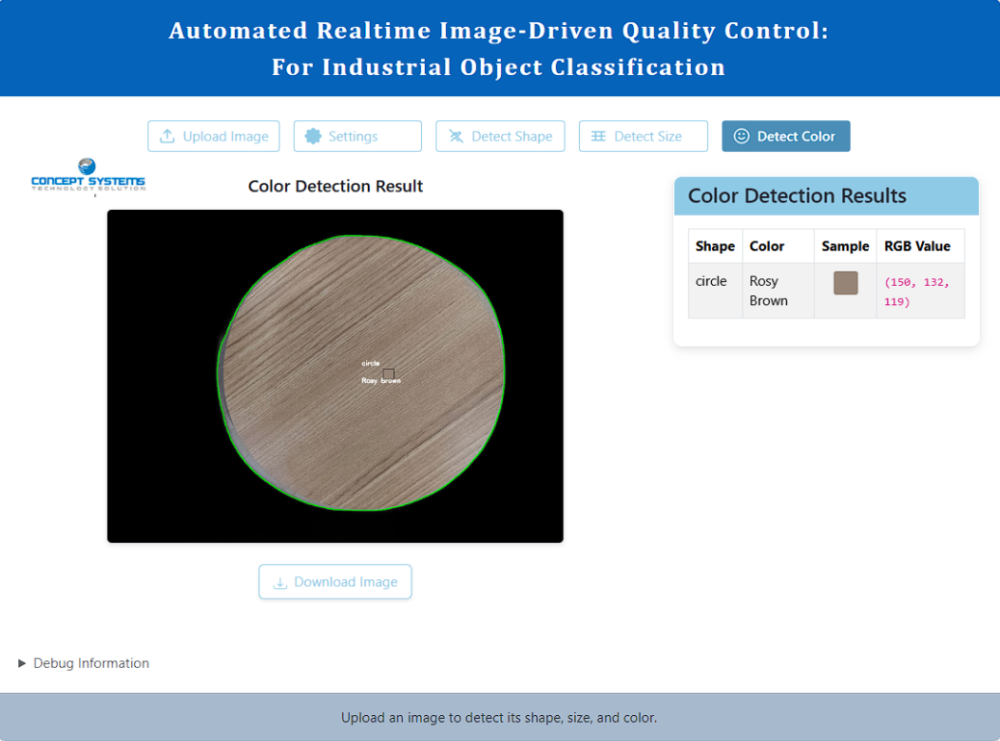 Automated Realtime Image-Driven Quality Control:
For Industrial Object Classification
Upload Image
Settings
Detect Shape
Detect Size
Detect Color
CONCEPT SYSTEMS
TECHNOLOGY SOLUTION
Color Detection Result
circle
Rosy brown
Download Image
Color Detection Results
Shape Color Sample RGB Value
circle Rosy (150, 132,
Brown 119)
Debug Information
Upload an image to detect its shape, size, and color.